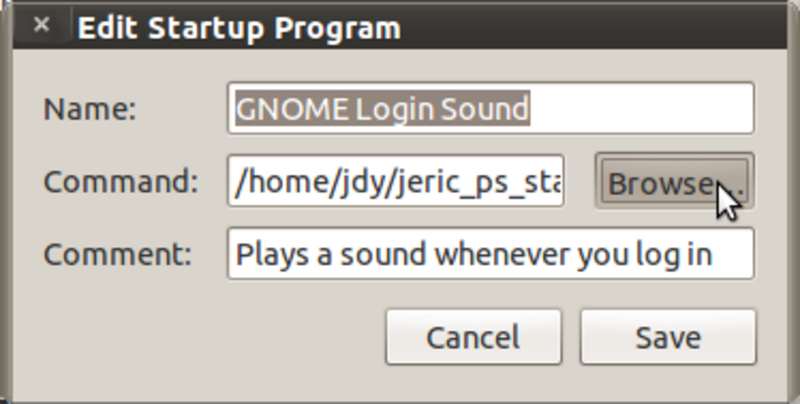 Edit Startup Program
Name: GNOME Login Sound
Command: /home/jdy/jeric_ps_sta Browse...
Comment: Plays a sound whenever you log in
Cancel Save